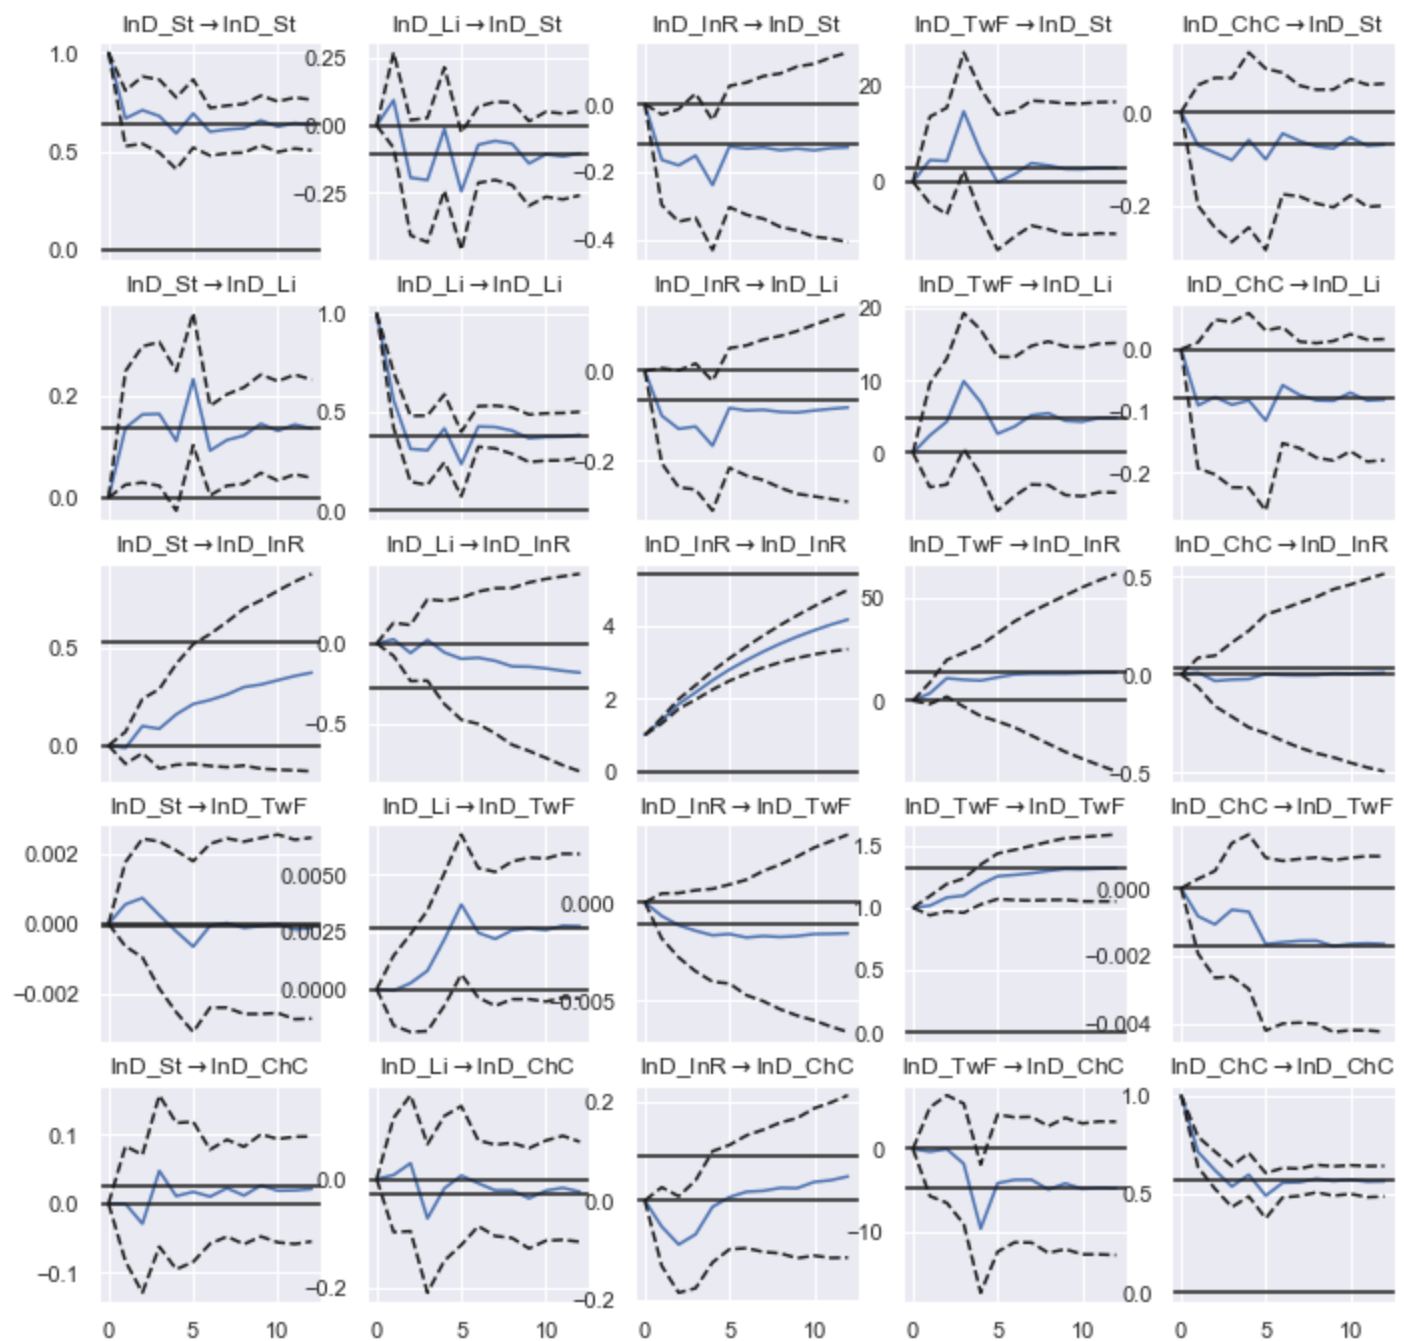 lnD_St→lnD_St lnD_Li→lnD_St lnD_InR→lnD_St lnD_TwF→lnD_St lnD_ChC→lnD_St
1.0 0.25 20
0.0 0.0
0.5 0.00
−0.2
−0.25 0 −0.2
0.0 −0.4
lnD_St→lnD_Li lnD_Li→lnD_Li lnD_InR→lnD_Li lnD_TwF→lnD_Li lnD_ChC→lnD_Li
1.0 20
0.0 0.0
0.2 0.5 10 −0.1
−0.2 0
0.0 0.0 −0.2
lnD_St→lnD_InR lnD_Li→lnD_InR lnD_InR→lnD_InR lnD_TwF→lnD_InR lnD_ChC→lnD_InR
0.5 0.0 4 50 0.5
0.0 −0.5 2 0 0.0
0 −0.5
lnD_St→lnD_TwF lnD_Li→lnD_TwF lnD_InR→lnD_TwF lnD_TwF→lnD_TwF lnD_ChC→lnD_TwF
0.002 0.0050 1.5
0.000 1.0 0.000
0.000 0.0025
0.5 −0.002
−0.002 0.0000 −0.005
0.0 −0.004
lnD_St→lnD_ChC lnD_Li→lnD_ChC lnD_InR→lnD_ChC lnD_TwF→lnD_ChC lnD_ChC→lnD_ChC
0.1 0.2 0 1.0
0.0 0.0 0.0 0.5
−10
−0.1 −0.2 −0.2 0.0
0 5 10 0 5 10 0 5 10 0 5 10 0 5 10